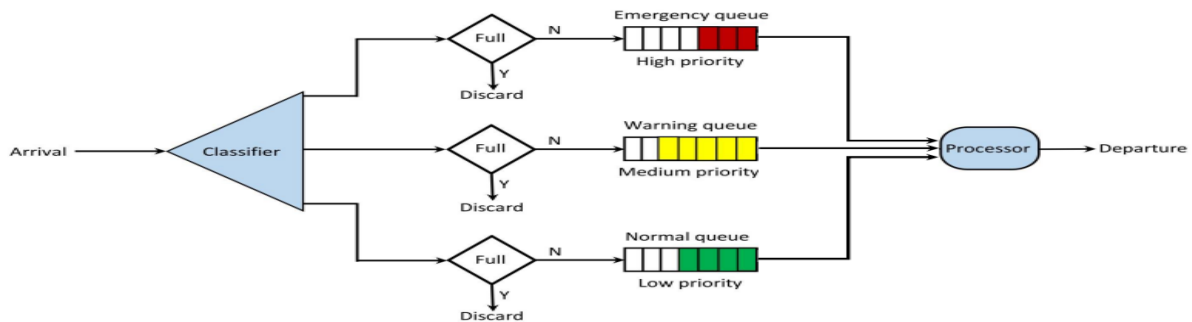 Emergency queue
Full
N
High priority
Y
Discard
Arrival
Classifier
Warning queue
Full
N
Medium priority
Y
Discard
Processor
Departure
Normal queue
Full
N
Low priority
Y
Discard